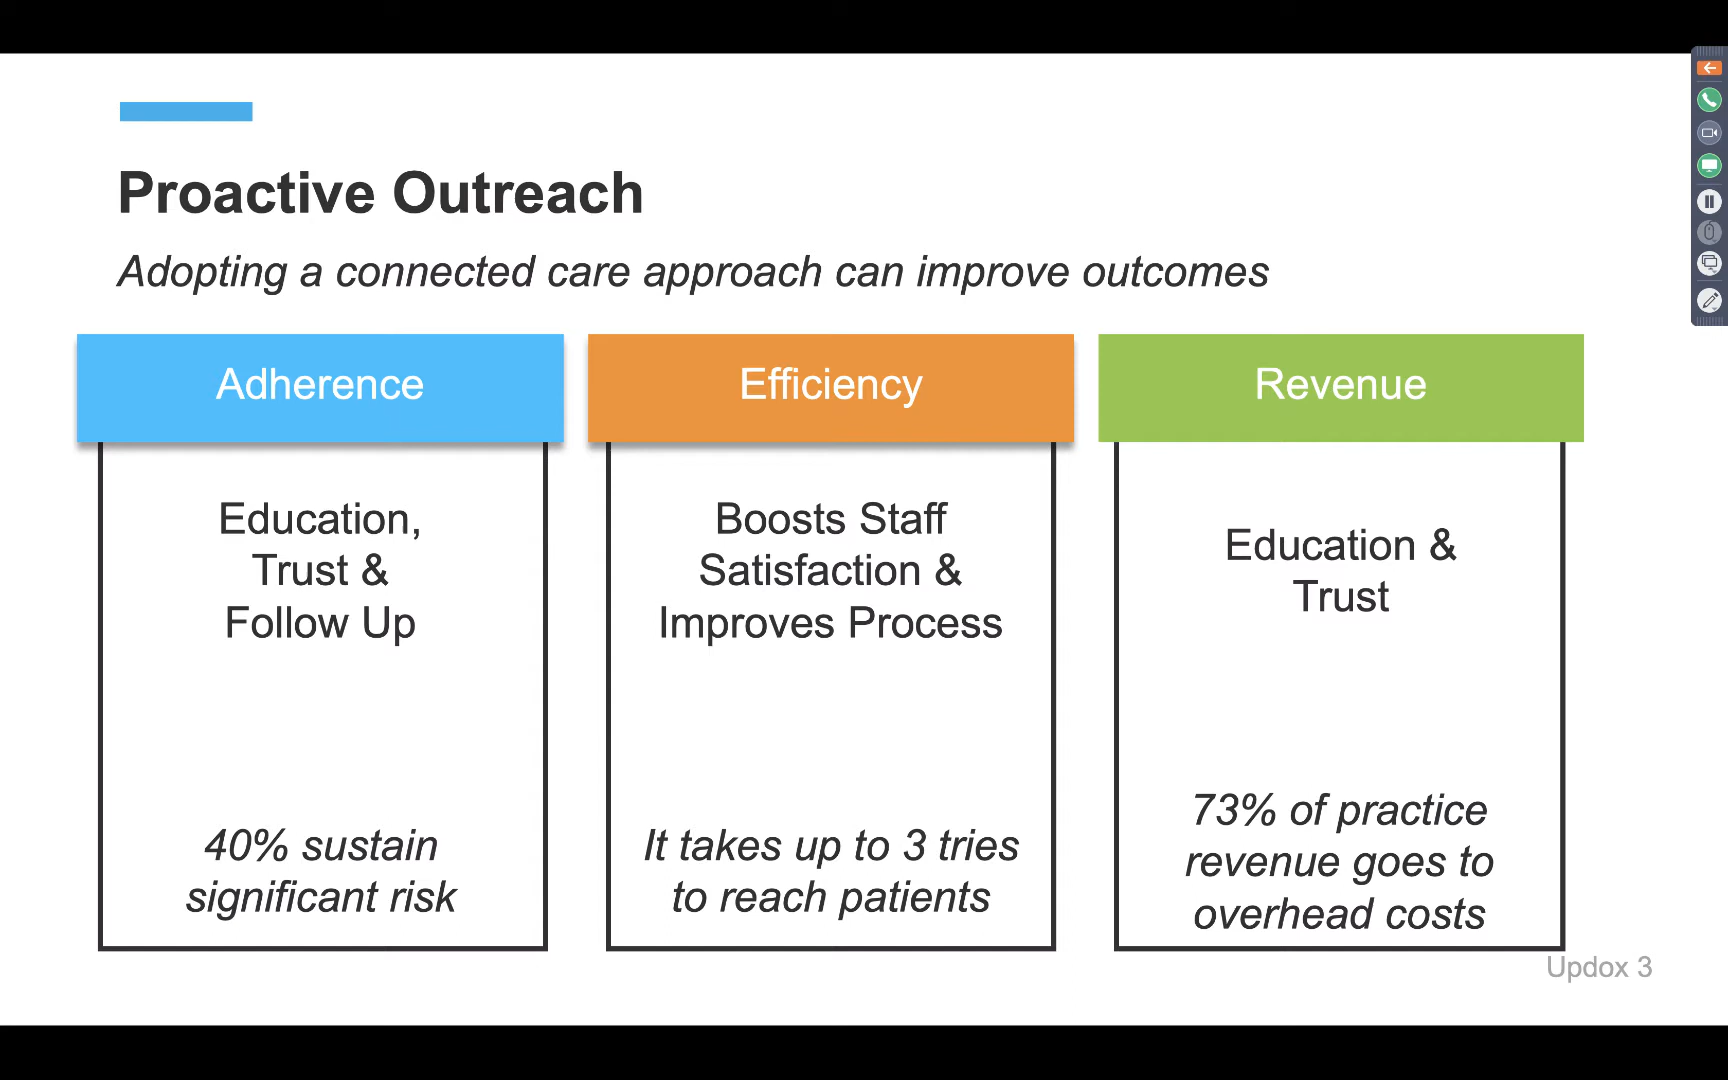 Proactive Outreach
Adopting a connected care approach can improve outcomes
Adherence
Education,
Trust &
Follow Up
40% sustain
significant risk
Efficiency
Boosts Staff
Satisfaction &
Improves Process
It takes up to 3 tries
to reach patients
Revenue
Education &
Trust
73% of practice
revenue goes to
overhead costs
Updox 3